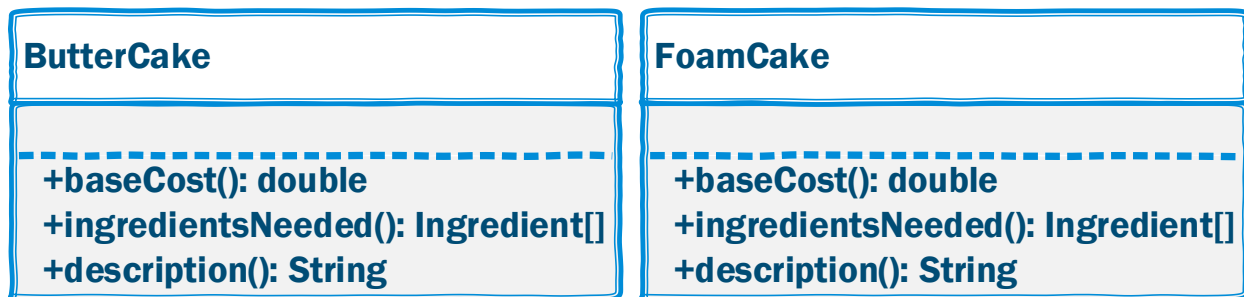 ButterCake
+baseCost(): double
+ingredientsNeeded(): Ingredient[]
+description(): String
FoamCake
+baseCost(): double
+ingredientsNeeded(): Ingredient[]
+description(): String